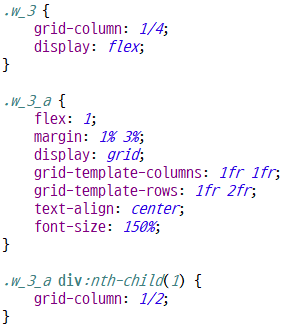 .w_3 {
grid-column: 1/4;
display: flex;
}
.w_3_a {
flex: 1;
margin: 1% 3%;
display: grid;
grid-template-columns: 1fr 1fr;
grid-template-rows: 1fr 2fr;
text-align: center;
font-size: 150%;
}
.w_3_a div:nth-child(1) {
grid-column: 1/2;
}